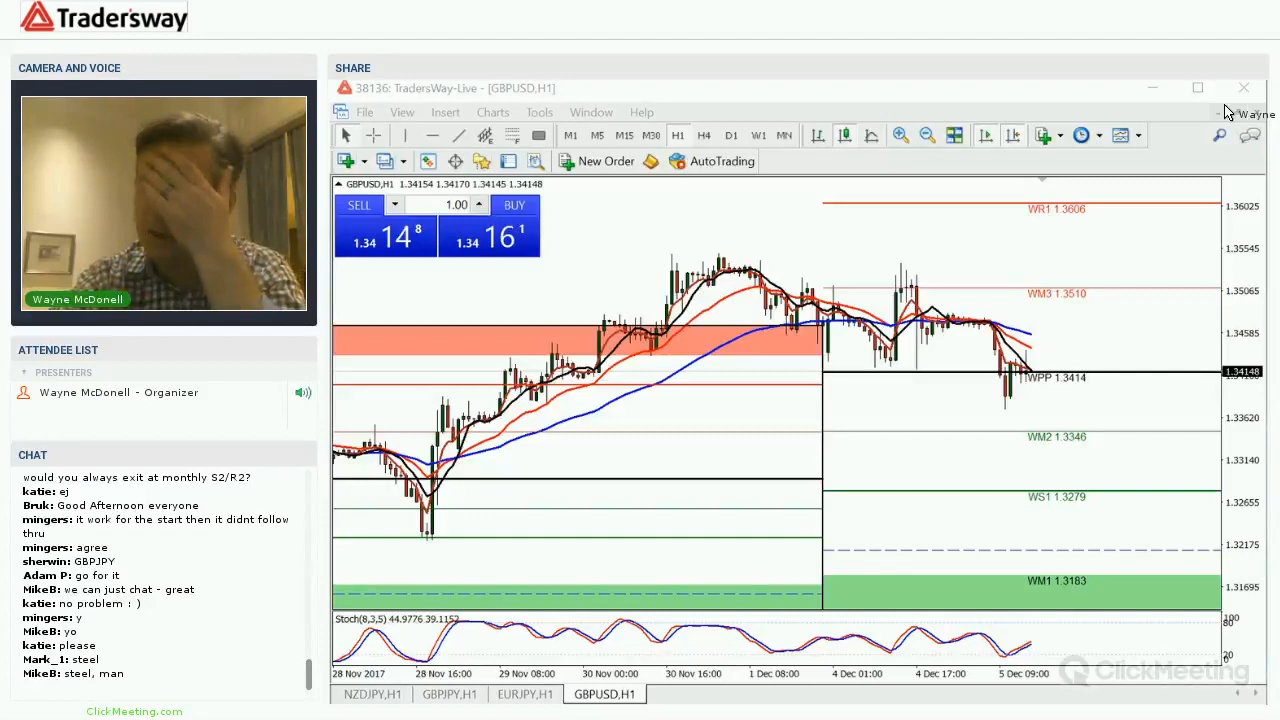 Tradersway
CAMERA AND VOICE
Wayne McDonell
ATTENDEE LIST
PRESENTERS
Wayne McDonell - Organizer
CHAT
would you always exit at monthly S2/R2?
katie: ej
Bruk: Good Afternoon everyone
mingers: it work for the start then it didnt follow
thru
mingers: agree
sherwin: GBPJPY
Adam P: go for it
MikeB: we can just chat - great
katie: no problem : )
mingers: y
MikeB: yo
katie: please
Mark_1: steel
MikeB: steel, man
ClickMeeting.com
SHARE
38136: TradersWay-Live - [GBPUSD,H1]
File View Insert Charts Tools Window Help
Wayne
M1 M5 M15 M30 H1 H4 D1 W1 MN
New Order AutoTrading
GBPUSD,H1 1.34154 1.34170 1.34145 1.34148
SELL 1.00 BUY
1.34 14 8 1.34 16 1
WR1 1.3606
WM3 1.3510
WPP 1.3414
WM2 1.3346
WS1 1.3279
WM1 1.3183
1.36025
1.35545
1.35065
1.34585
1.34148
1.33620
1.33140
1.32655
1.32175
1.31695
Stoch(8,3,5) 44.9776 39.1152
100
80
20
0
28 Nov 2017 28 Nov 16:00 29 Nov 08:00 30 Nov 00:00 30 Nov 16:00 1 Dec 08:00 4 Dec 01:00 4 Dec 17:00 5 Dec 09:00
ClickMeeting
NZDJPY,H1 GBPJPY,H1 EURJPY,H1 GBPUSD,H1